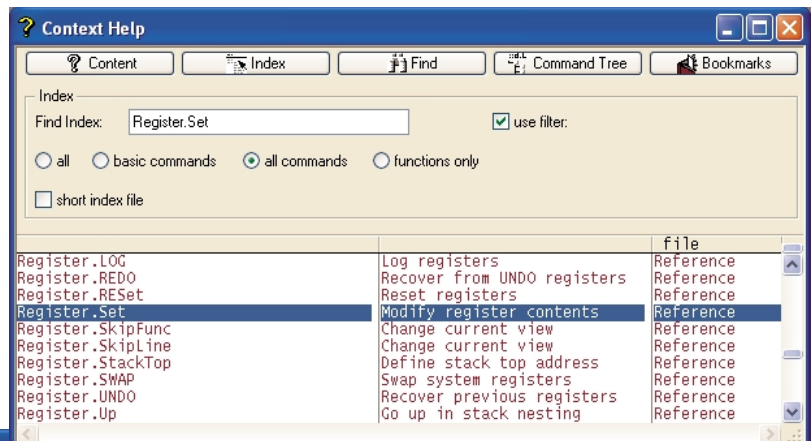 Context Help
Content Index Find Command Tree Bookmarks
Index
Find Index: Register.Set use filter:
all basic commands all commands functions only
short index file
file
Register.LOG Log registers Reference
Register.REDO Recover from UNDO registers Reference
Register.RESet Reset registers Reference
Register.Set Modify register contents Reference
Register.SkipFunc Change current view Reference
Register.SkipLine Change current view Reference
Register.StackTop Define stack top address Reference
Register.SWAP Swap system registers Reference
Register.UNDO Recover previous registers Reference
Register.Up Go up in stack nesting Reference